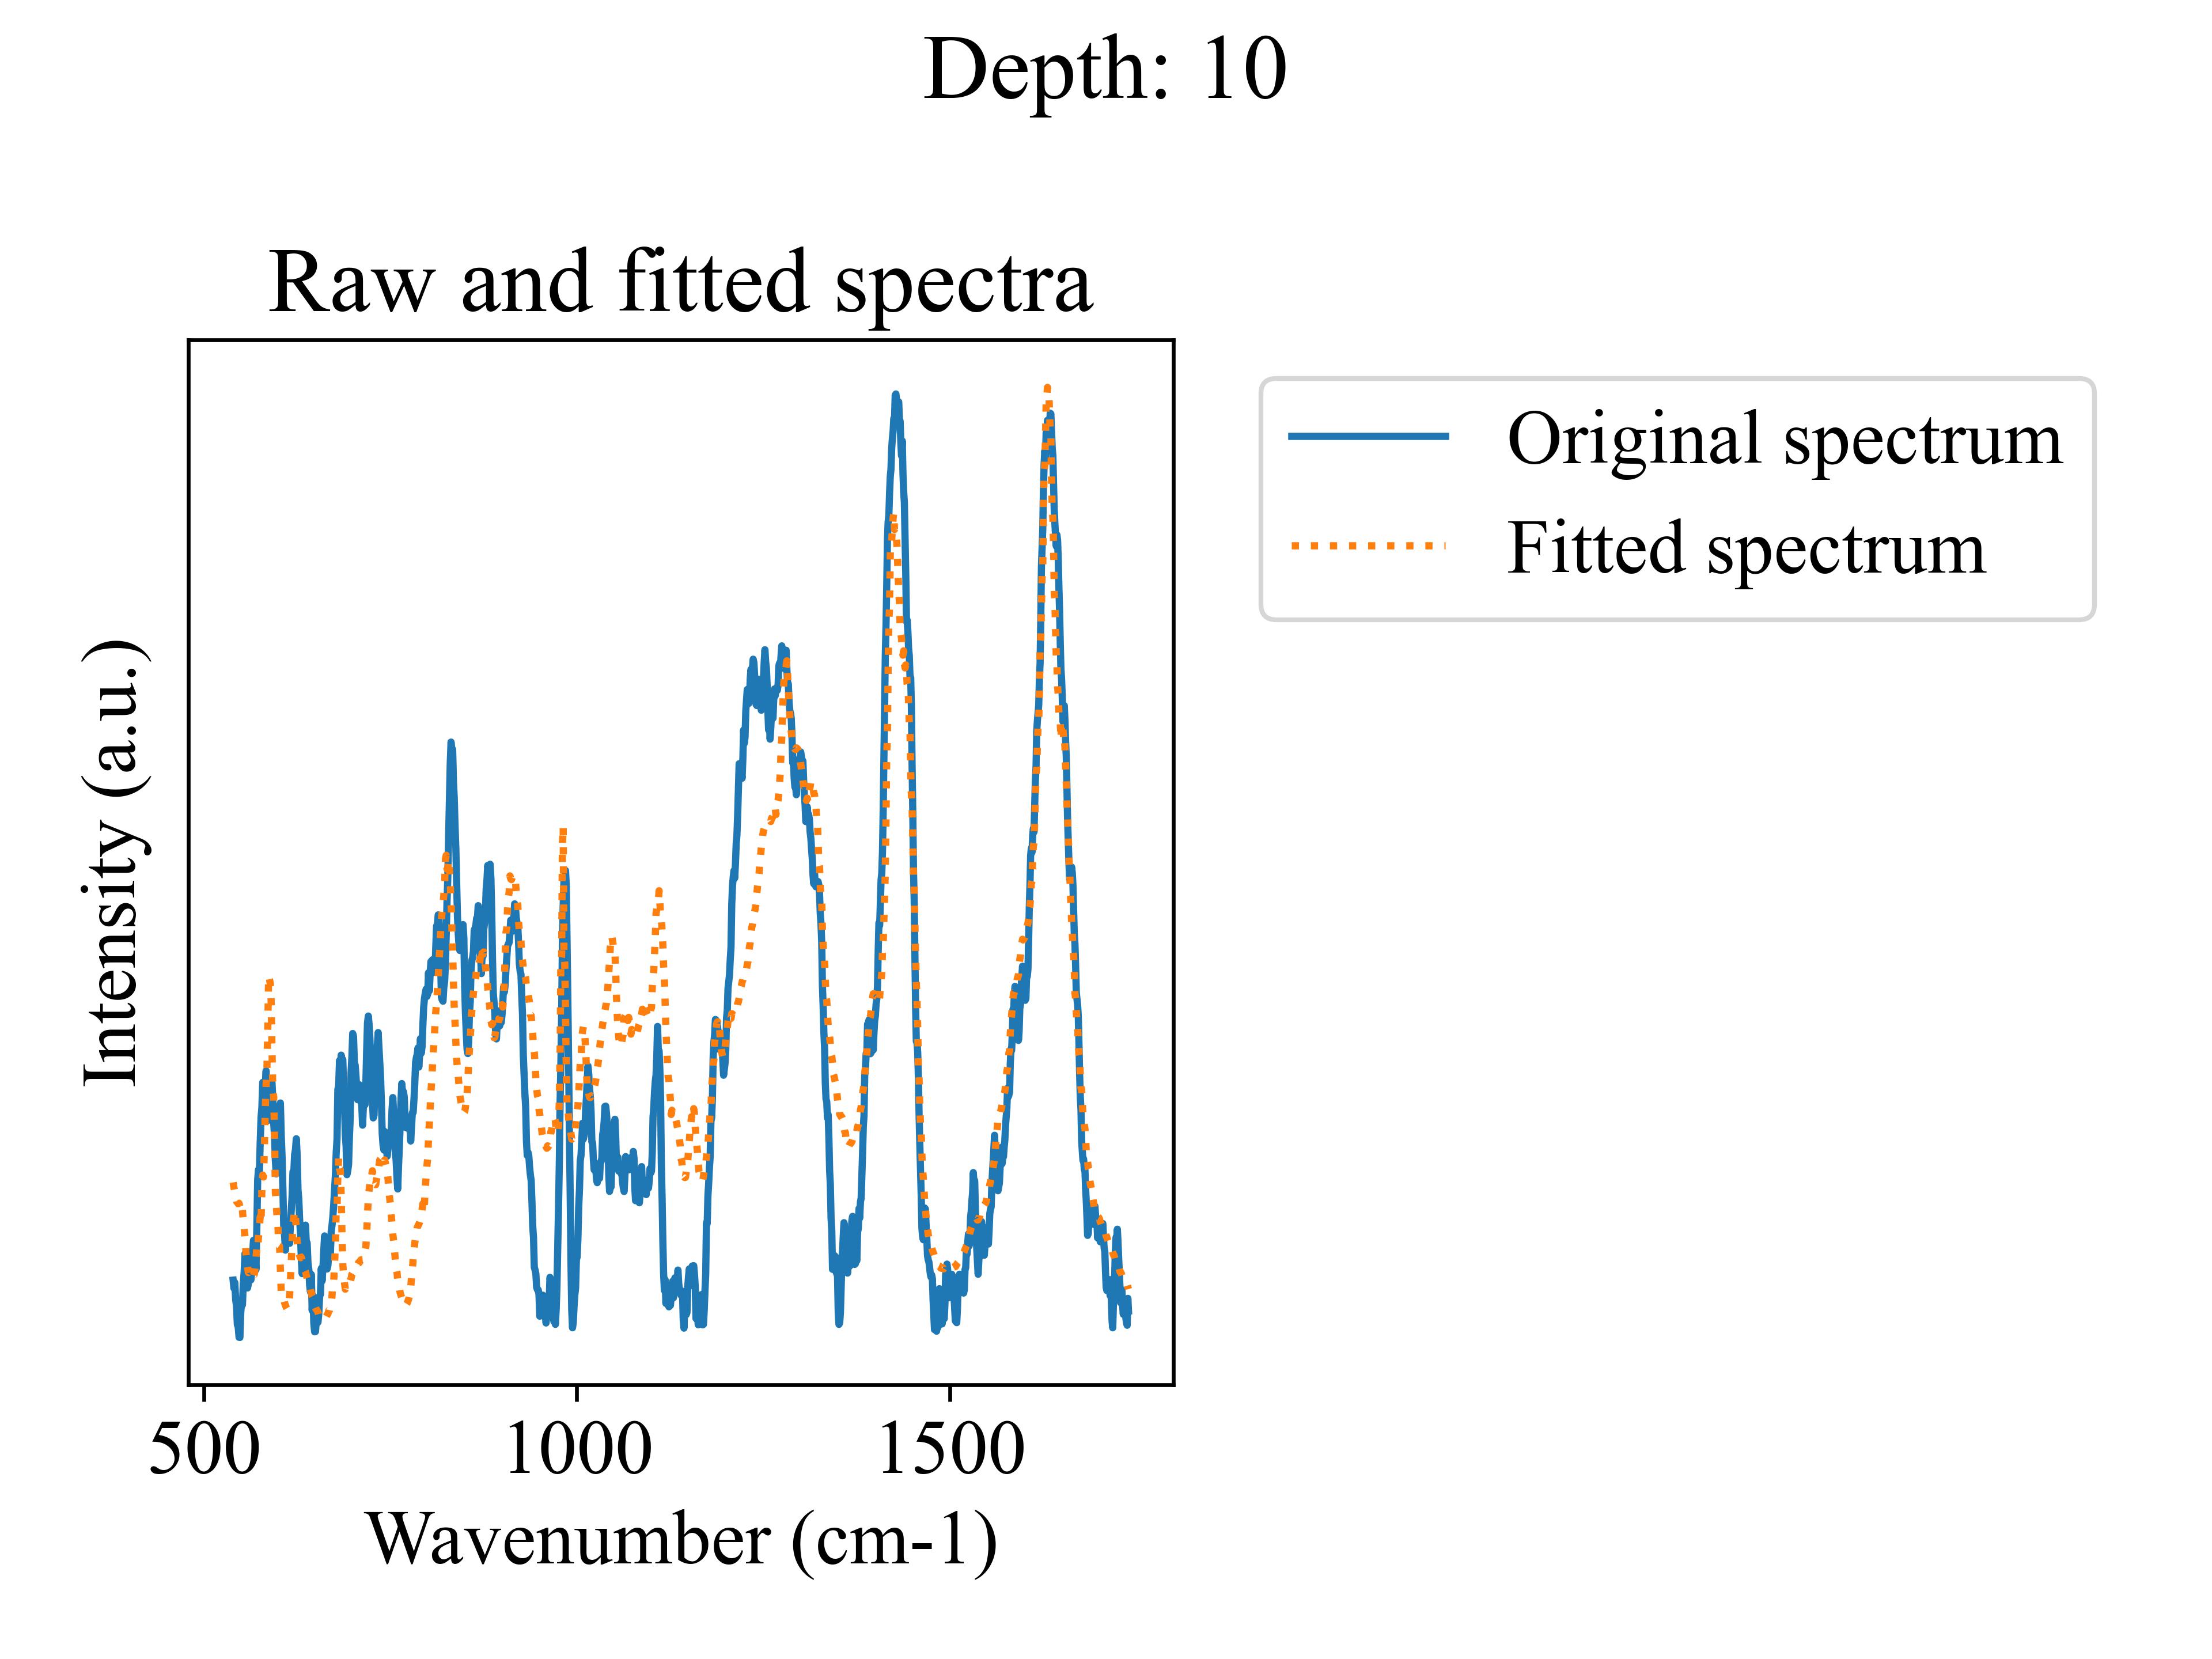 Depth: 10
Raw and fitted spectra
Original spectrum
Fitted spectrum
Intensity (a.u.)
500 1000 1500
Wavenumber (cm-1)